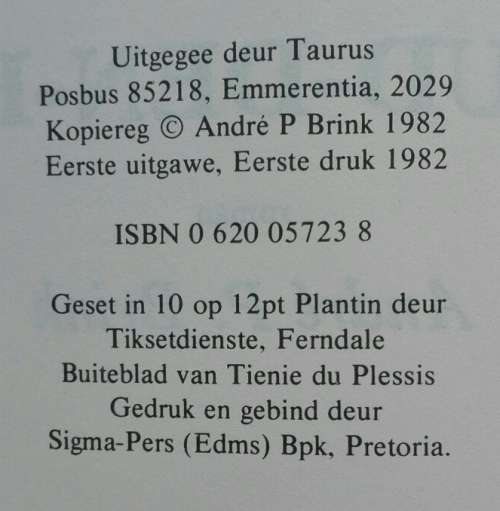 Uitgegee deur Taurus
Posbus 85218, Emmerentia, 2029
Kopiereg © André P Brink 1982
Eerste uitgawe, Eerste druk 1982
ISBN 0 620 05723 8
Geset in 10 op 12pt Plantin deur
Tiksetdienste, Ferndale
Buiteblad van Tienie du Plessis
Gedruk en gebind deur
Sigma-Pers (Edms) Bpk, Pretoria.